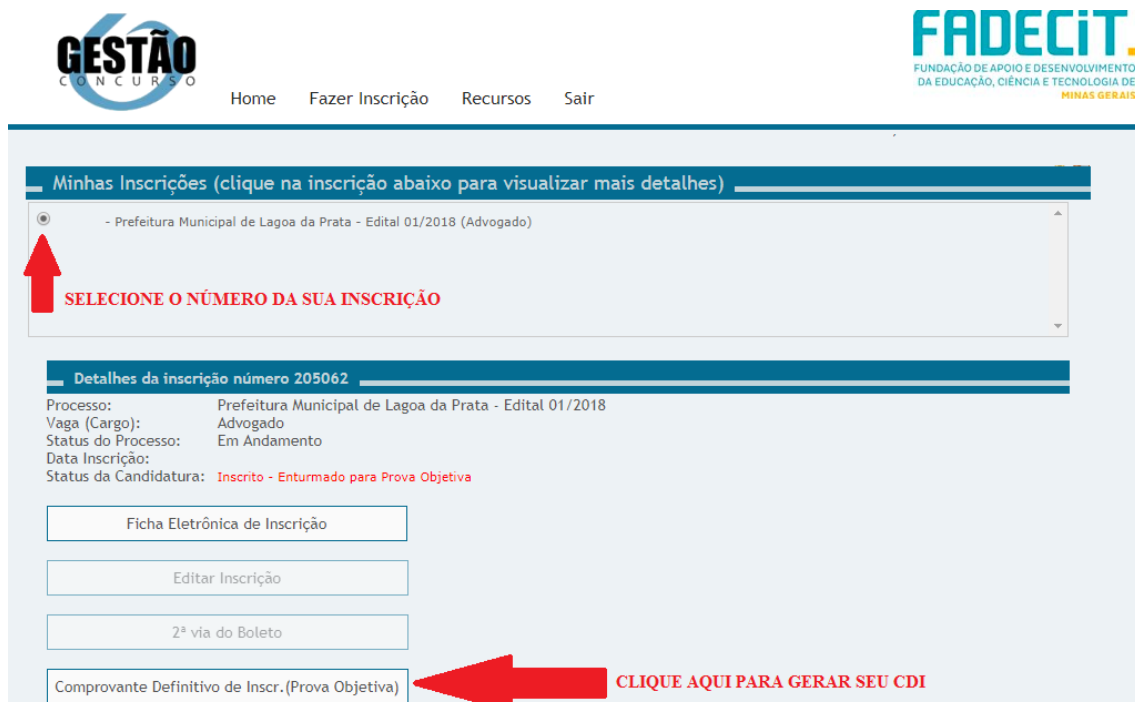 GESTÃO
CONCURSO
Home Fazer Inscrição Recursos Sair
FADECiT.
FUNDAÇÃO DE APOIO E DESENVOLVIMENTO
DA EDUCAÇÃO, CIÊNCIA E TECNOLOGIA DE
MINAS GERAIS
Minhas Inscrições (clique na inscrição abaixo para visualizar mais detalhes)
- Prefeitura Municipal de Lagoa da Prata - Edital 01/2018 (Advogado)
SELECIONE O NÚMERO DA SUA INSCRIÇÃO
Detalhes da inscrição número 205062
Processo: Prefeitura Municipal de Lagoa da Prata - Edital 01/2018
Vaga (Cargo): Advogado
Status do Processo: Em Andamento
Data Inscrição:
Status da Candidatura: Inscrito - Enturmado para Prova Objetiva
Ficha Eletrônica de Inscrição
Editar Inscrição
2ª via do Boleto
Comprovante Definitivo de Inscr.(Prova Objetiva)
CLIQUE AQUI PARA GERAR SEU CDI